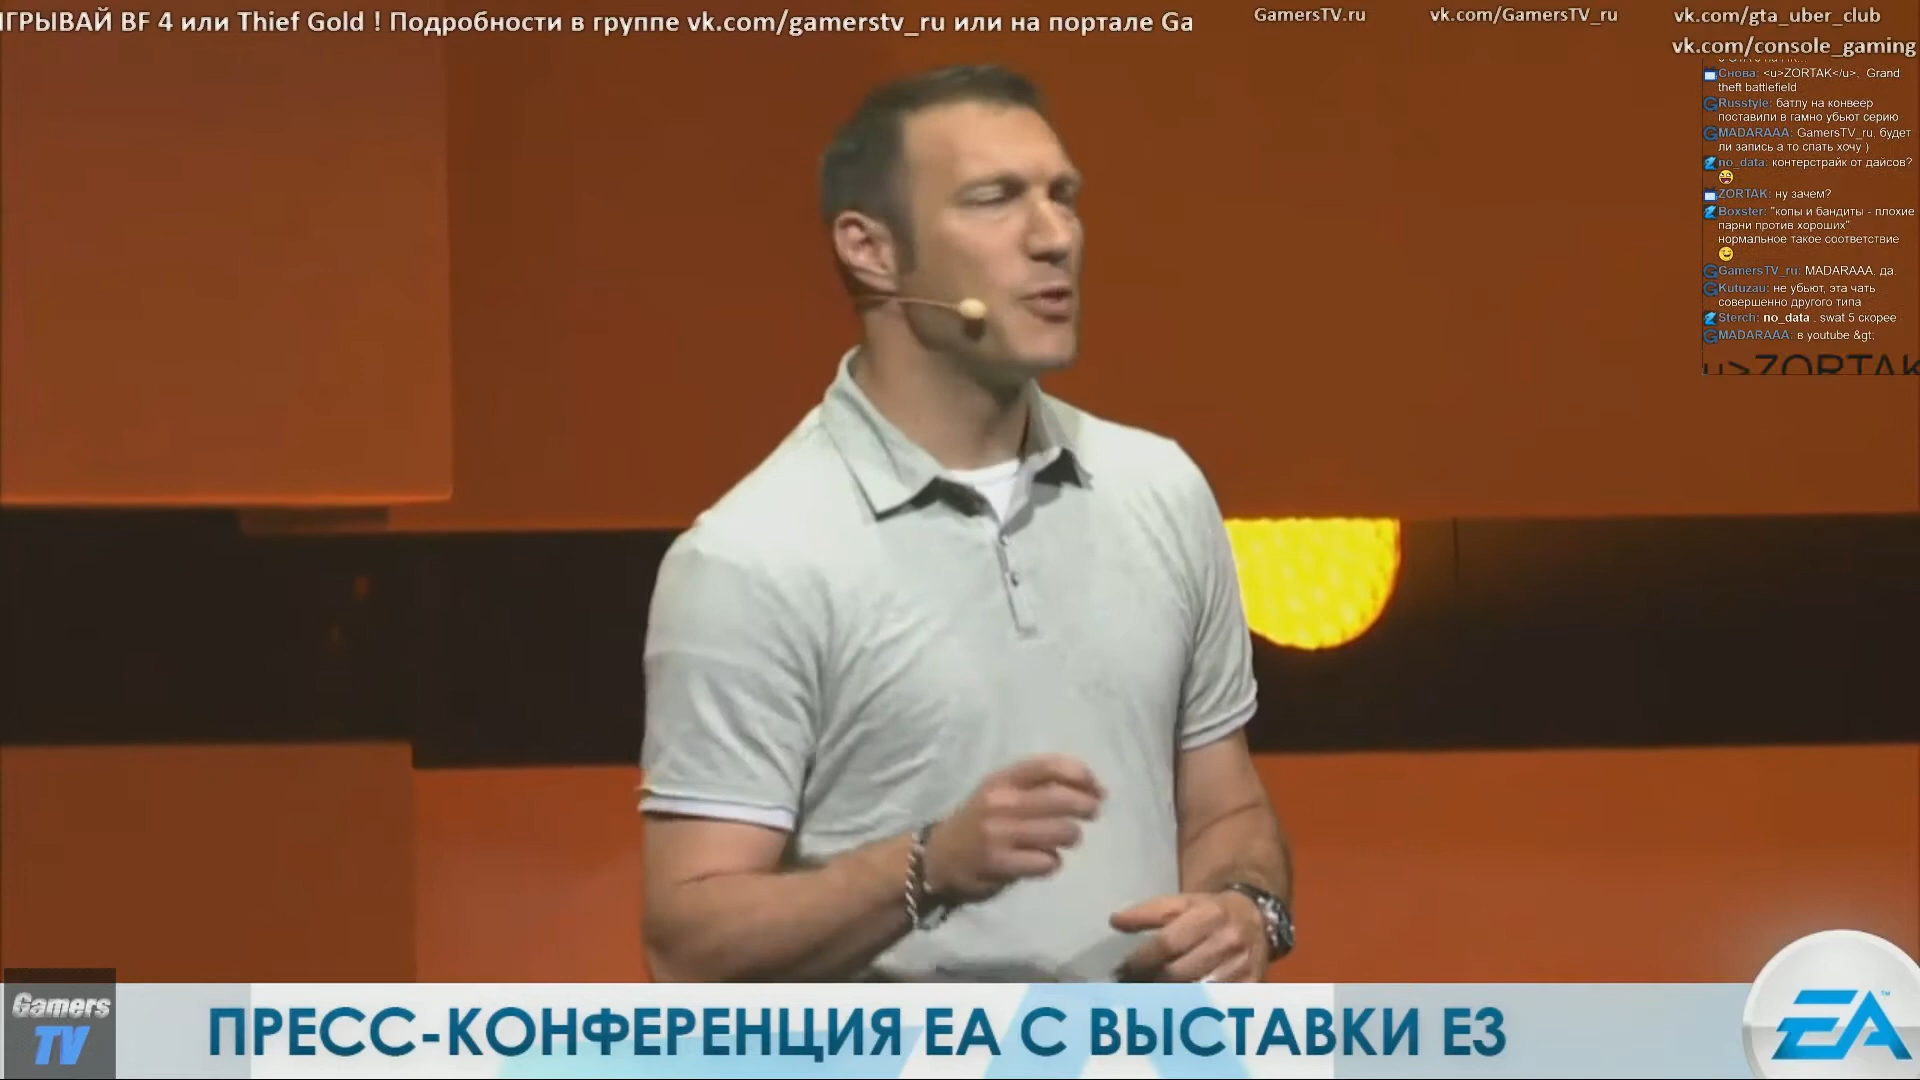 ГРЫВАЙ BF 4 или Thief Gold ! Подробности в группе vk.com/gamerstv_ru или на портале Ga
GamersTV.ru
vk.com/GamersTV_ru
vk.com/gta_uber_club
vk.com/console_gaming
Снова: <u>ZORTAK</u>, Grand
theft battlefield
Russtyle: батлу на конвеер
поставили в гамно убьют серию
MADARAAA: GamersTV_ru, будет
ли запись а то спать хочу )
no_data: контерстрайк от дайсов?
ZORTAK: ну зачем?
Boxster: "копы и бандиты - плохие
парни против хороших"
нормальное такое соответствие
GamersTV_ru: MADARAAA, да.
Kutuzau: не убьют, эта чать
совершенно другого типа
Sterch: no_data , swat 5 скорее
MADARAAA: в youtube &gt;
u>ZORTAK
Gamers
TV
ПРЕСС-КОНФЕРЕНЦИЯ EA С ВЫСТАВКИ E3
EA™